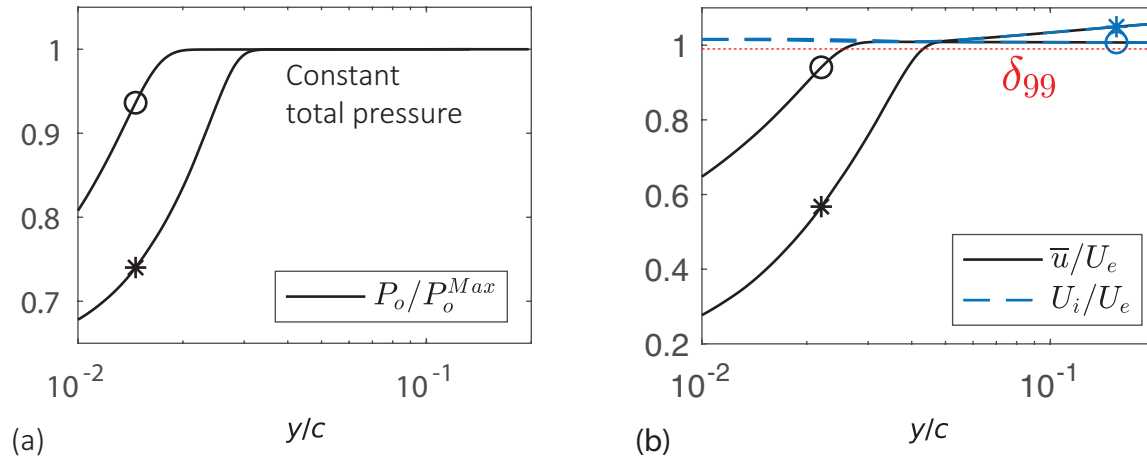 1
0.9
0.8
0.7
Constant
total pressure
P_o/P_o^{Max}
10^{-2}
10^{-1}
y/c
(a)
1
0.8
0.6
0.4
0.2
δ_{99}
u̅/U_e
U_i/U_e
10^{-2}
10^{-1}
y/c
(b)